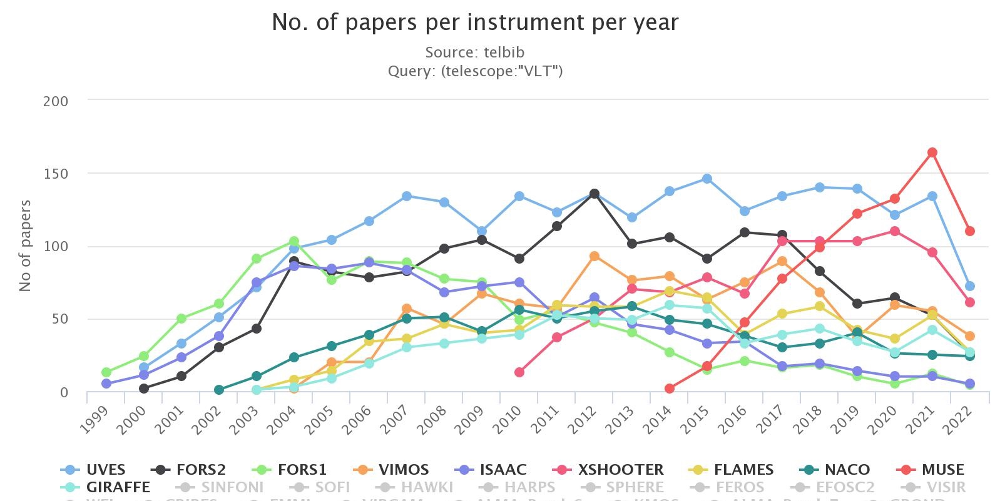 No. of papers per instrument per year
Source: telbib
Query: (telescope:"VLT")
200
150
100
50
0
No of papers
1999 2000 2001 2002 2003 2004 2005 2006 2007 2008 2009 2010 2011 2012 2013 2014 2015 2016 2017 2018 2019 2020 2021 2022
UVES FORS2 FORS1 VIMOS ISAAC XSHOOTER FLAMES NACO MUSE
GIRAFFE SINFONI SOFI HAWKI HARPS SPHERE FEROS EFOSC2 VISIR